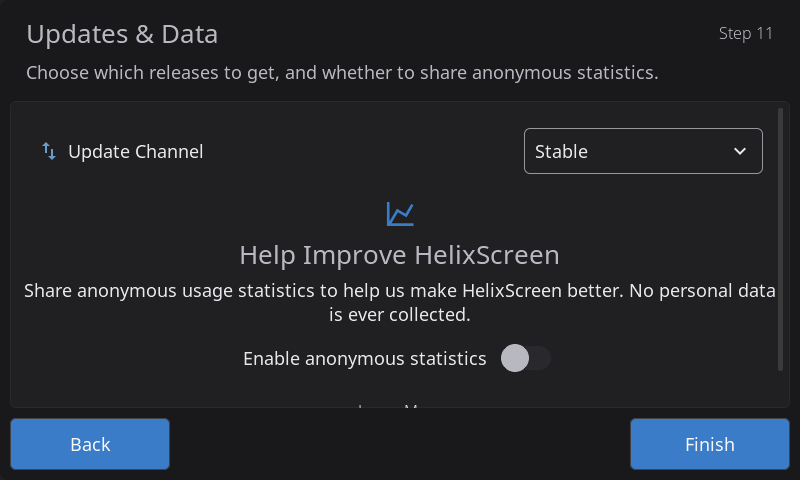 Updates & Data
Step 11
Choose which releases to get, and whether to share anonymous statistics.
Update Channel
Stable
Help Improve HelixScreen
Share anonymous usage statistics to help us make HelixScreen better. No personal data
is ever collected.
Enable anonymous statistics
Back
Finish